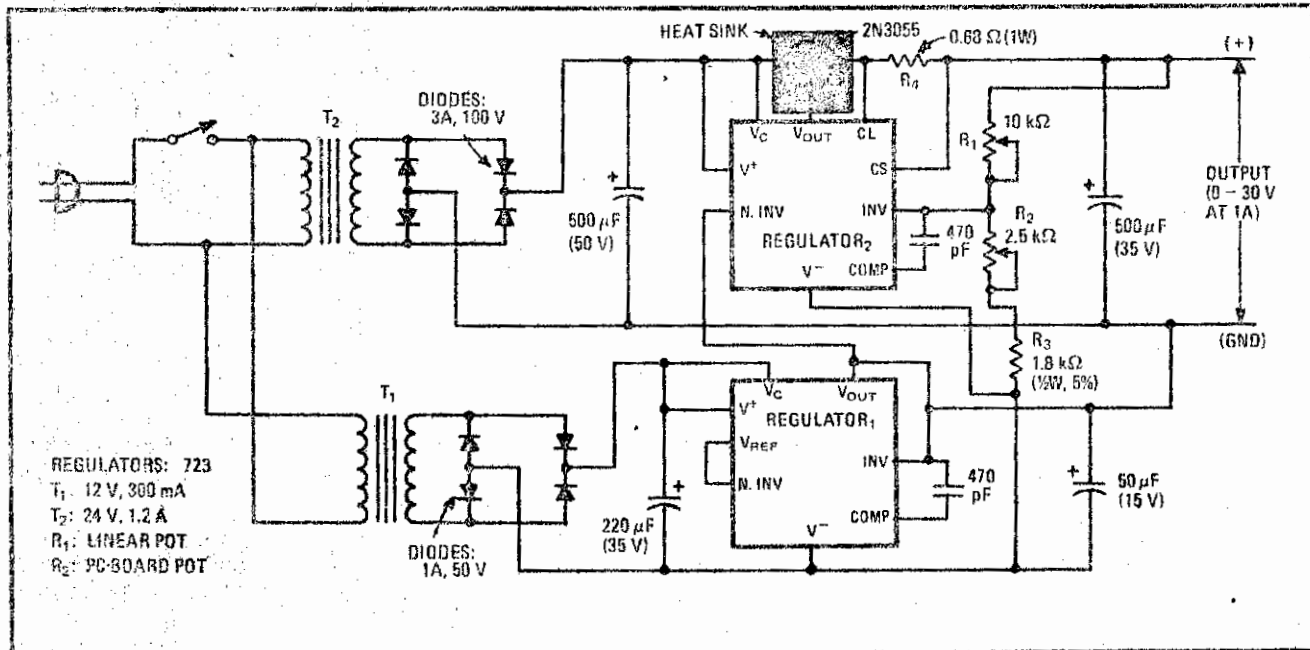 HEAT SINK
2N3055
0.68 Ω (1W)
(+)
R4
DIODES:
3A, 100 V
T2
VC
VOUT
CL
V+
CS
N. INV
INV
REGULATOR2
COMP
V−
+
500 μF
(50 V)
470
pF
10 kΩ
R1
R2
2.5 kΩ
+
500 μF
(35 V)
OUTPUT
(0 – 30 V
AT 1A)
(GND)
R3
1.8 kΩ
(½W, 5%)
T1
VC
VOUT
V+
REGULATOR1
VREF
INV
N. INV
COMP
V−
470
pF
+
50 μF
(15 V)
+
220 μF
(35 V)
DIODES:
1A, 50 V
REGULATORS: 723
T1: 12 V, 300 mA
T2: 24 V, 1.2 A
R1: LINEAR POT
R2: PC-BOARD POT